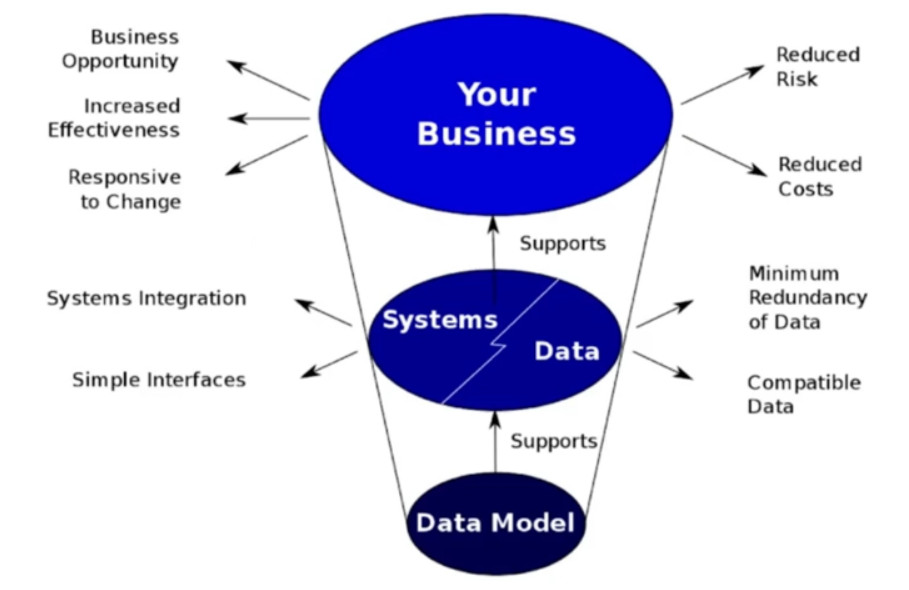 Business
Opportunity
Increased
Effectiveness
Responsive
to Change
Your
Business
Reduced
Risk
Reduced
Costs
Supports
Systems Integration
Simple Interfaces
Systems
Data
Minimum
Redundancy
of Data
Compatible
Data
Supports
Data Model